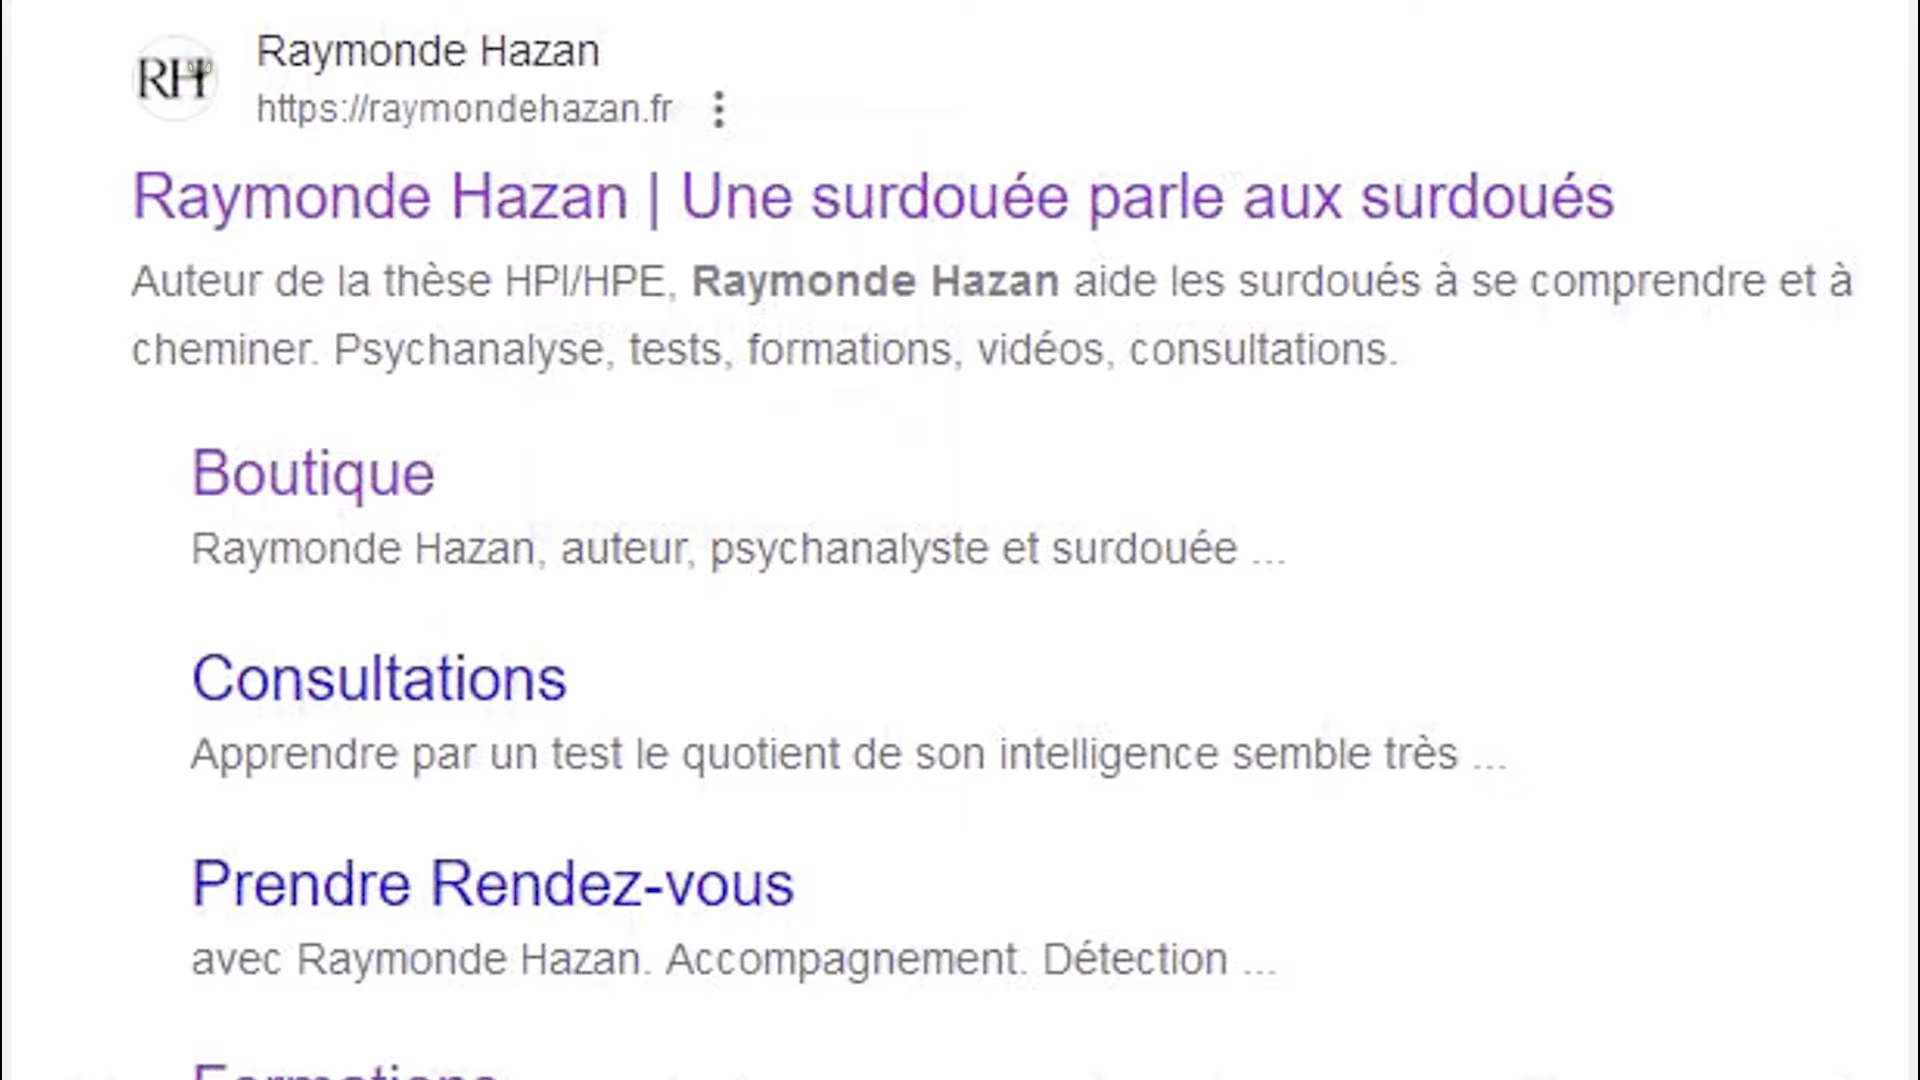 RH
Raymonde Hazan
https://raymondehazan.fr
Raymonde Hazan | Une surdouée parle aux surdoués
Auteur de la thèse HPI/HPE, Raymonde Hazan aide les surdoués à se comprendre et à
cheminer. Psychanalyse, tests, formations, vidéos, consultations.
Boutique
Raymonde Hazan, auteur, psychanalyste et surdouée ...
Consultations
Apprendre par un test le quotient de son intelligence semble très ...
Prendre Rendez-vous
avec Raymonde Hazan. Accompagnement. Détection ...
Formations